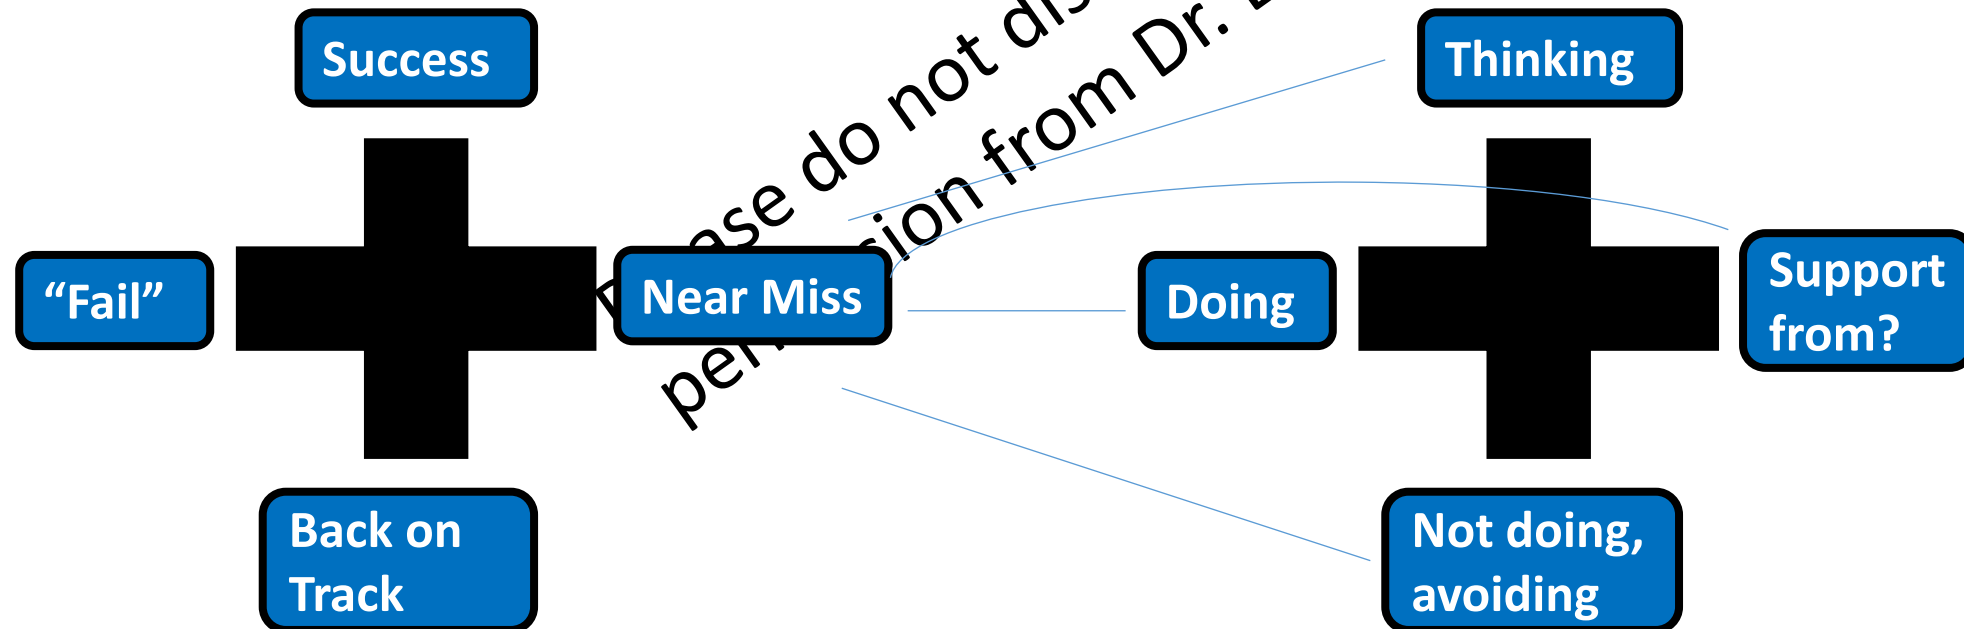 Success
Thinking
"Fail"
Near Miss
Doing
Support
from?
Back on
Track
Not doing,
avoiding
do not
from Dr.